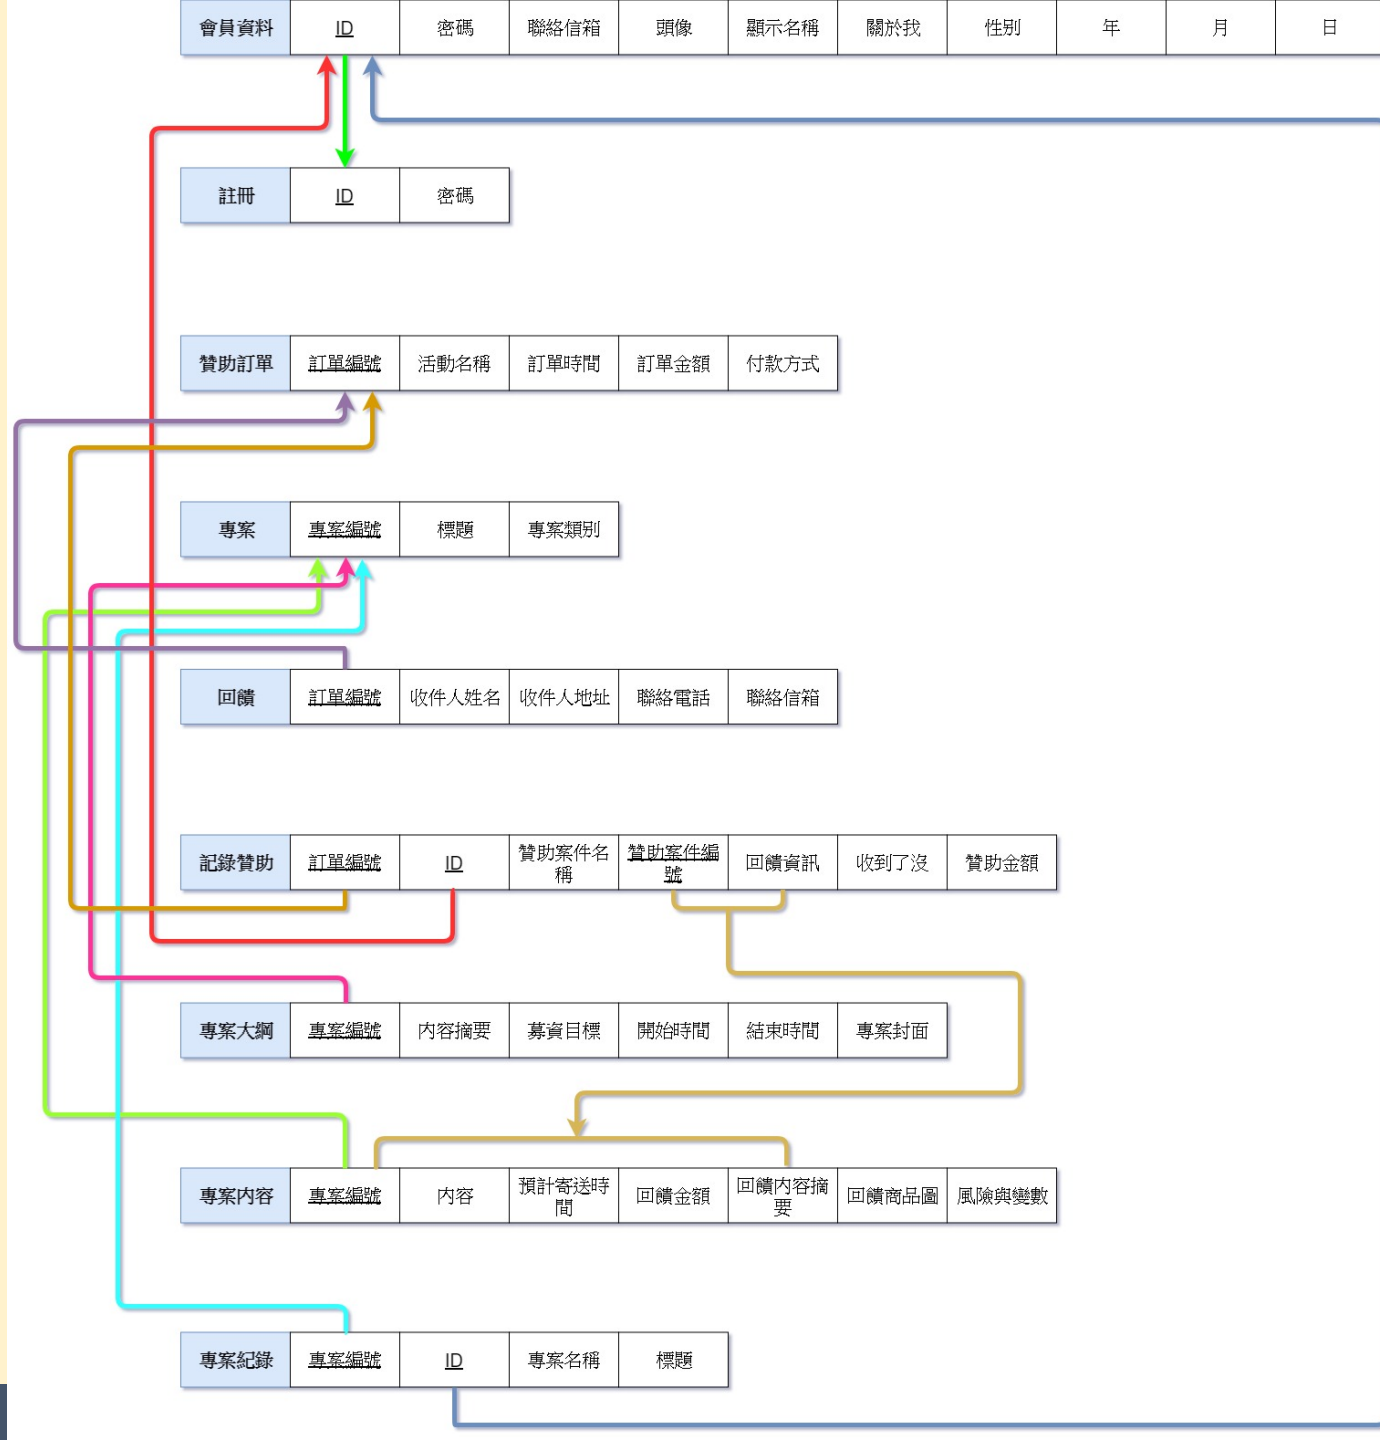 會員資料 ID 密碼 聯絡信箱 頭像 顯示名稱 關於我 性別 年 月 日
註冊 ID 密碼
贊助訂單 訂單編號 活動名稱 訂單時間 訂單金額 付款方式
專案 專案編號 標題 專案類別
回饋 訂單編號 收件人姓名 收件人地址 聯絡電話 聯絡信箱
記錄贊助 訂單編號 ID 贊助案件名稱 贊助案件編號 回饋資訊 收到了沒 贊助金額
專案大綱 專案編號 內容摘要 募資目標 開始時間 結束時間 專案封面
專案內容 專案編號 內容 預計寄送時間 回饋金額 回饋內容摘要 回饋商品圖 風險與變數
專案紀錄 專案編號 ID 專案名稱 標題